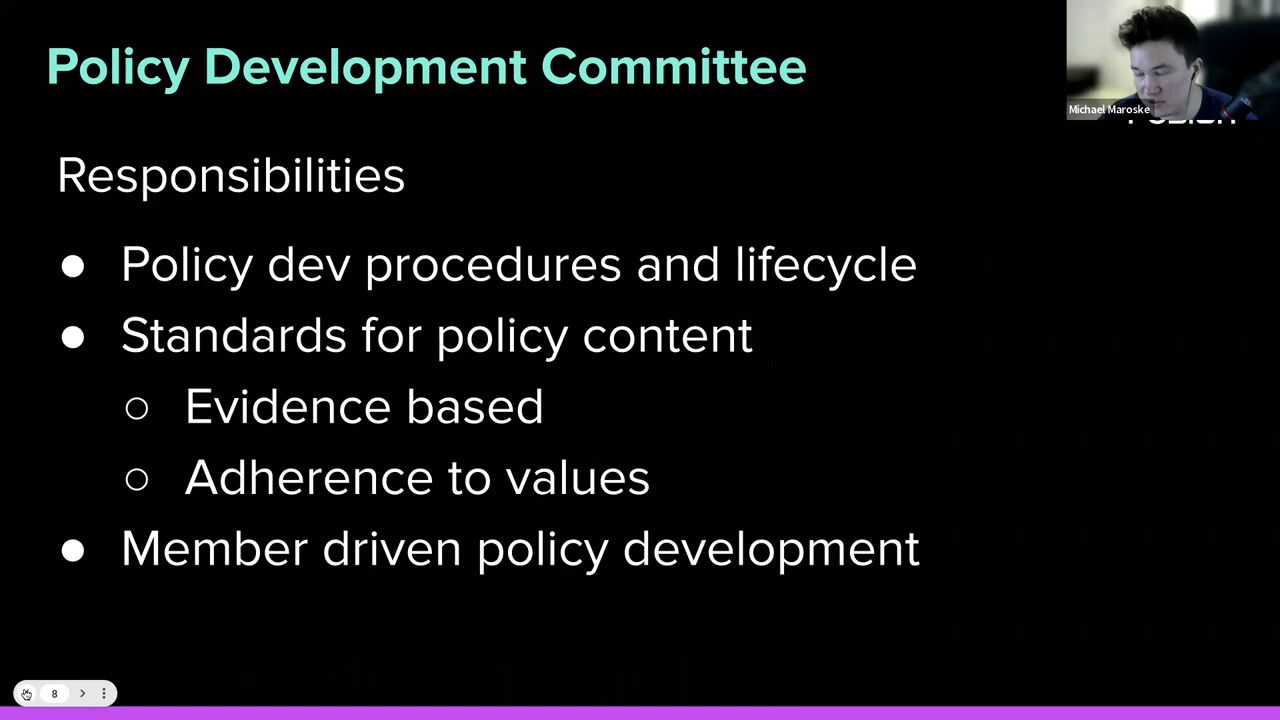 Policy Development Committee
Michael Maroske
Responsibilities
● Policy dev procedures and lifecycle
● Standards for policy content
○ Evidence based
○ Adherence to values
● Member driven policy development
8